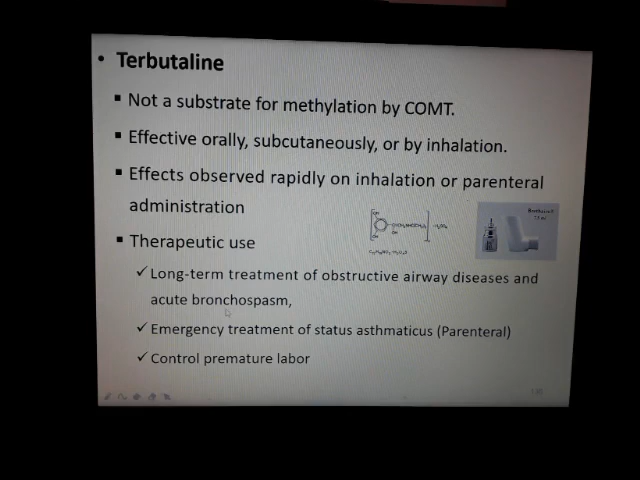 • Terbutaline
▪ Not a substrate for methylation by COMT.
▪ Effective orally, subcutaneously, or by inhalation.
▪ Effects observed rapidly on inhalation or parenteral
administration
▪ Therapeutic use
✓ Long-term treatment of obstructive airway diseases and
acute bronchospasm,
✓ Emergency treatment of status asthmaticus (Parenteral)
✓ Control premature labor